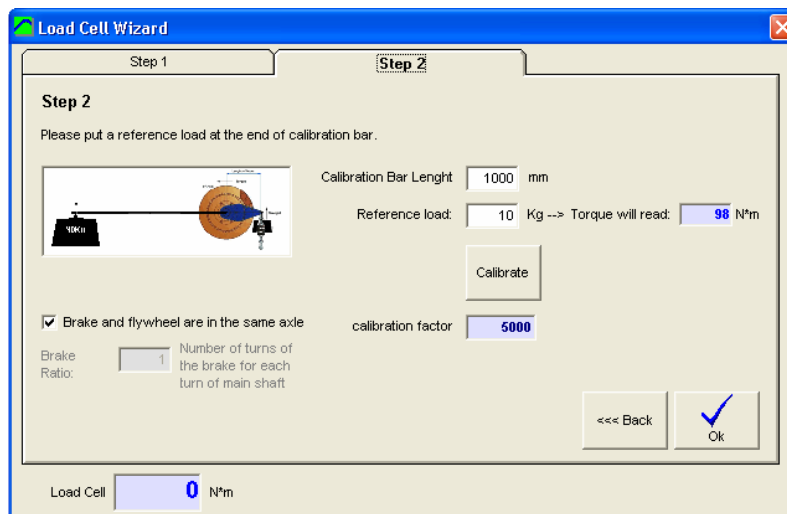 Load Cell Wizard
Step 1
Step 2
Step 2
Please put a reference load at the end of calibration bar.
Calibration Bar Lenght 1000 mm
Reference load: 10 Kg --> Torque will read: 98 N*m
Calibrate
Brake and flywheel are in the same axle
calibration factor 5000
Brake Ratio: 1 Number of turns of the brake for each turn of main shaft
<<< Back
Ok
Load Cell 0 N*m